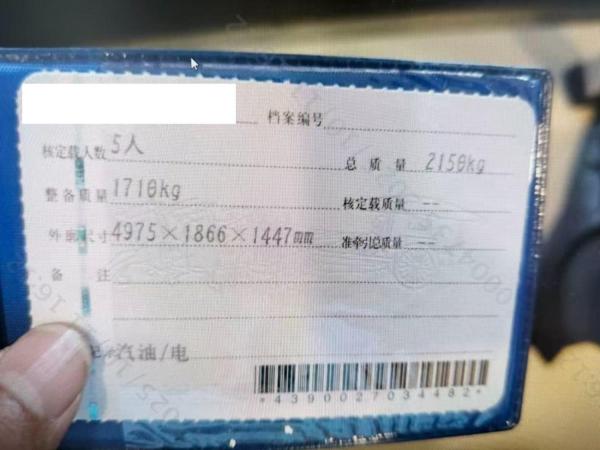 档案编号
核定载人数 5人 总质量 2150kg
整备质量 1710kg 核定载质量 --
外廓尺寸 4975×1866×1447mm 准牵引总质量 --
备注
汽油/电
*4390027034482*